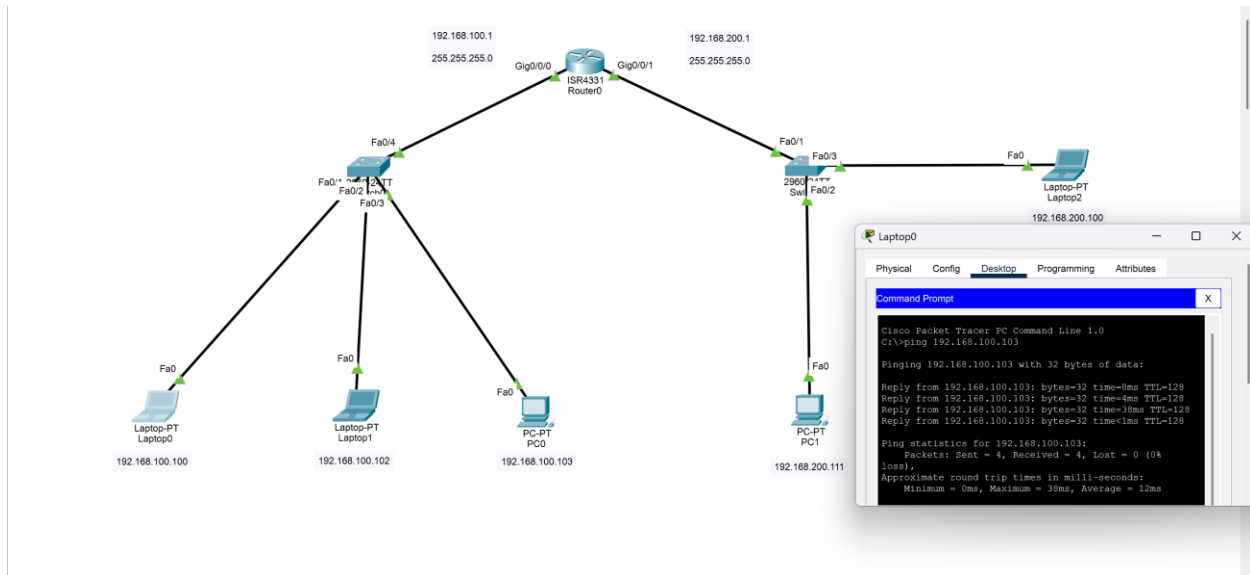 192.168.100.1
255.255.255.0
192.168.200.1
255.255.255.0
Gig0/0/0
Gig0/0/1
ISR4331
Router0
Fa0/4
Fa0/1
Fa0/2
Fa0/3
Fa0/1
Fa0/3
2960-24TT
Fa0/2
Fa0
Laptop-PT
Laptop2
192.168.200.100
Fa0
Laptop-PT
Laptop0
192.168.100.100
Fa0
Laptop-PT
Laptop1
192.168.100.102
Fa0
PC-PT
PC0
192.168.100.103
Fa0
PC-PT
PC1
192.168.200.111
Laptop0
Physical Config Desktop Programming Attributes
Command Prompt
X
Cisco Packet Tracer PC Command Line 1.0
C:\>ping 192.168.100.103
Pinging 192.168.100.103 with 32 bytes of data:
Reply from 192.168.100.103: bytes=32 time=8ms TTL=128
Reply from 192.168.100.103: bytes=32 time=4ms TTL=128
Reply from 192.168.100.103: bytes=32 time=38ms TTL=128
Reply from 192.168.100.103: bytes=32 time<1ms TTL=128
Ping statistics for 192.168.100.103:
Packets: Sent = 4, Received = 4, Lost = 0 (0%
loss),
Approximate round trip times in milli-seconds:
Minimum = 0ms, Maximum = 38ms, Average = 12ms